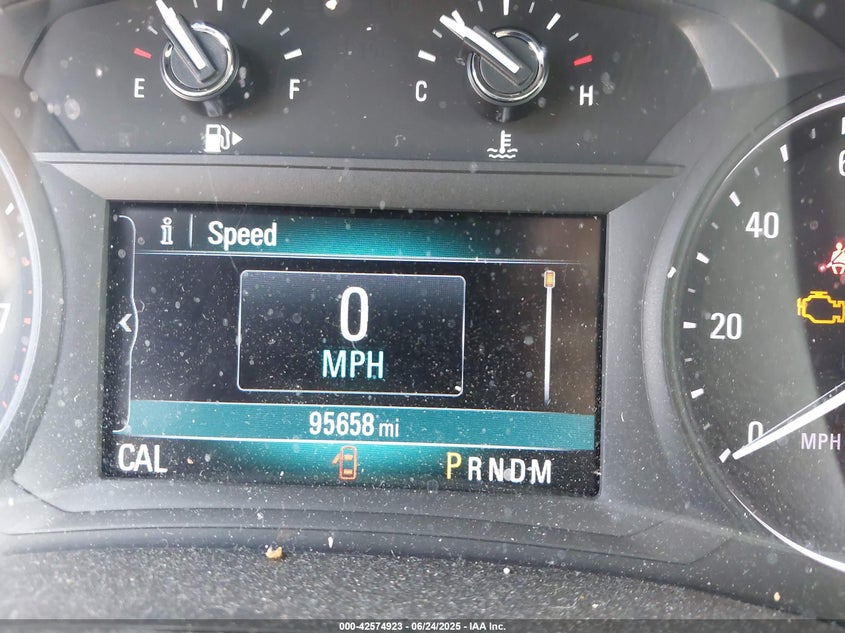 E F
C H
i Speed
0
MPH
95658 mi
CAL
PRNDM
40
20
0
MPH
000-42574923 - 06/24/2025 - IAA Inc.